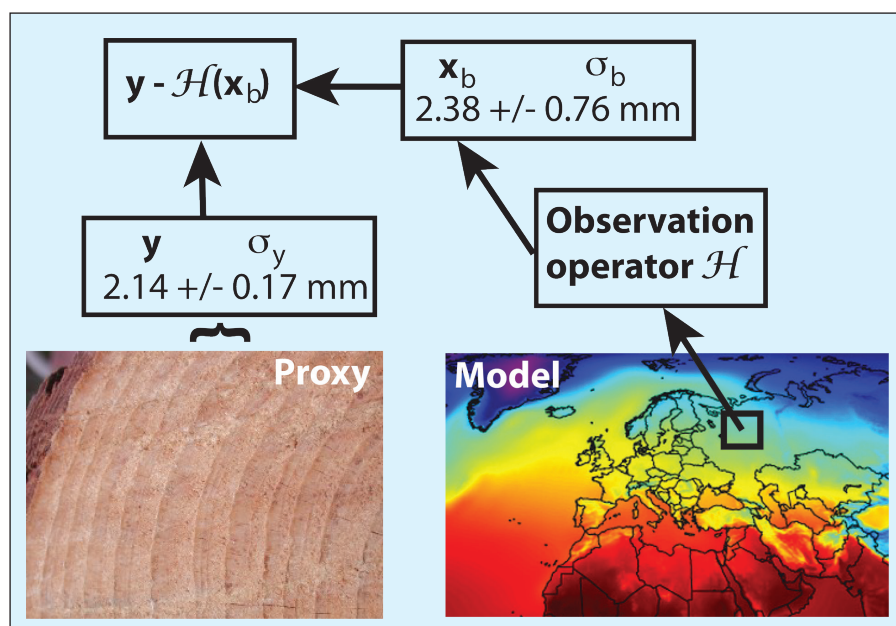 y - ℋ(x_b)
x_b σ_b
2.38 +/- 0.76 mm
y σ_y
2.14 +/- 0.17 mm
Observation
operator ℋ
Proxy
Model